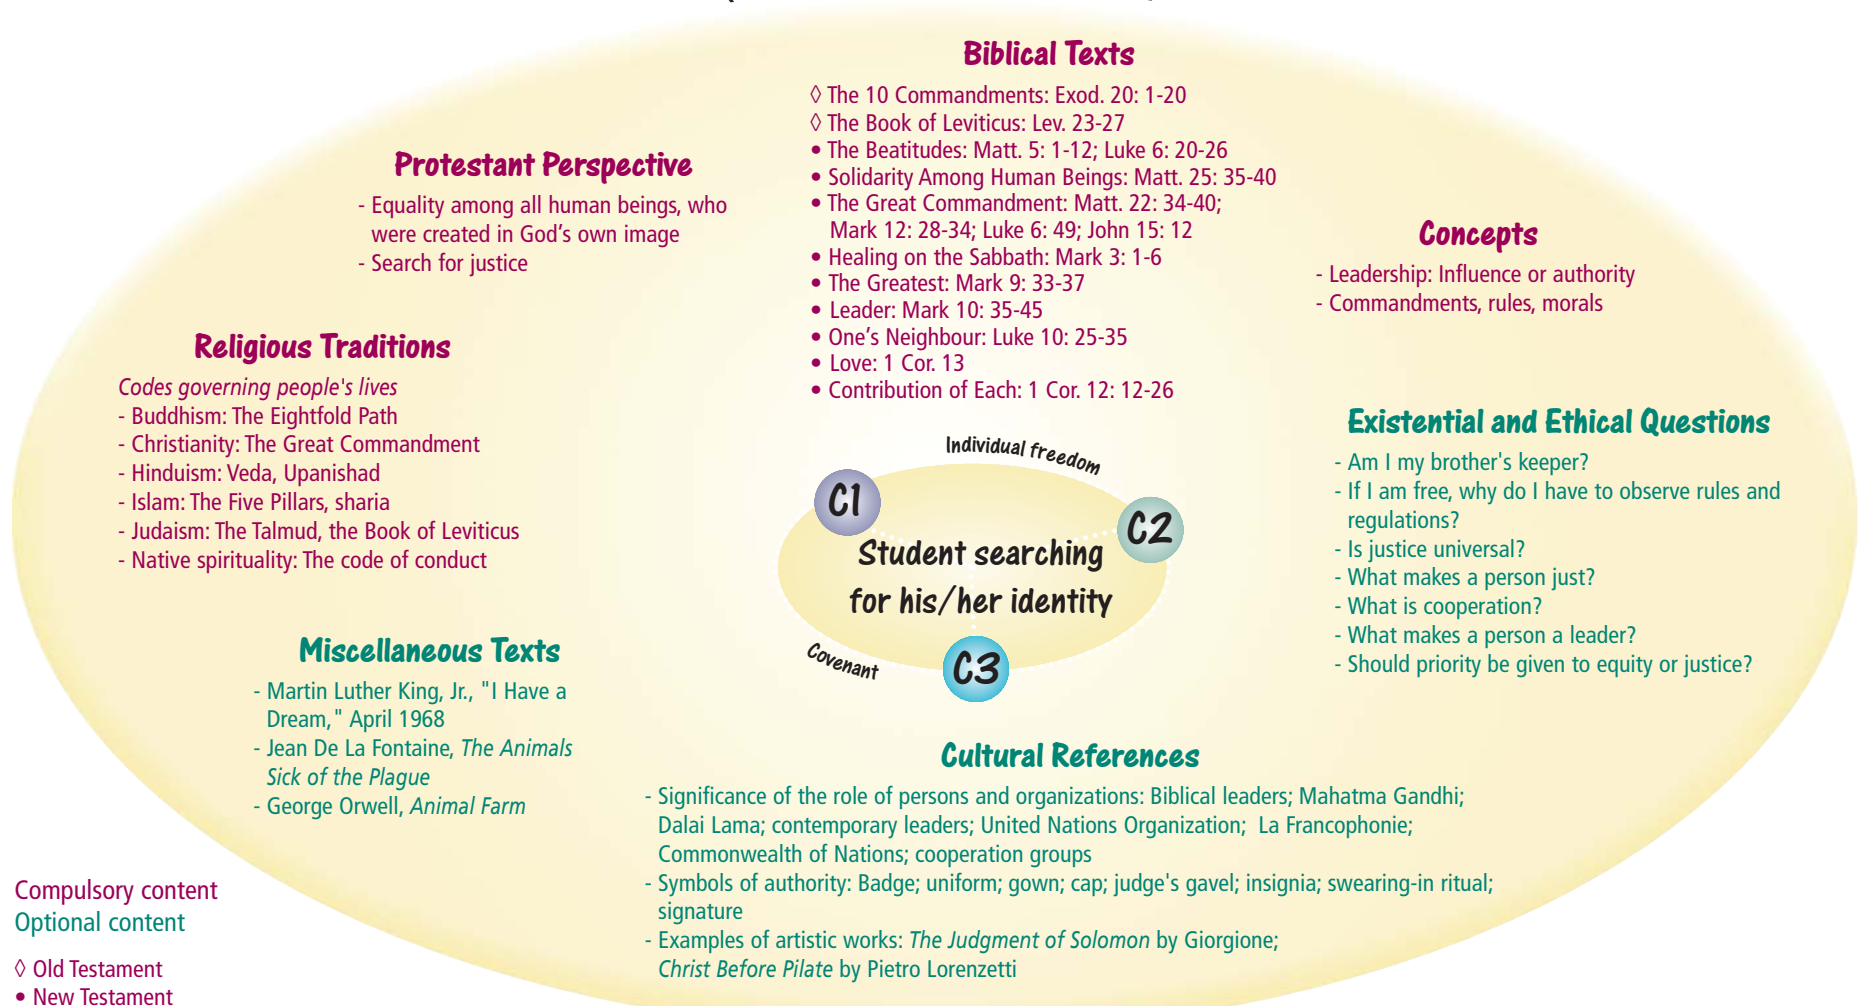 Biblical Texts
◊ The 10 Commandments: Exod. 20: 1-20
◊ The Book of Leviticus: Lev. 23-27
• The Beatitudes: Matt. 5: 1-12; Luke 6: 20-26
• Solidarity Among Human Beings: Matt. 25: 35-40
• The Great Commandment: Matt. 22: 34-40;
Mark 12: 28-34; Luke 6: 49; John 15: 12
• Healing on the Sabbath: Mark 3: 1-6
• The Greatest: Mark 9: 33-37
• Leader: Mark 10: 35-45
• One's Neighbour: Luke 10: 25-35
• Love: 1 Cor. 13
• Contribution of Each: 1 Cor. 12: 12-26
Protestant Perspective
- Equality among all human beings, who
were created in God's own image
- Search for justice
Concepts
- Leadership: Influence or authority
- Commandments, rules, morals
Religious Traditions
Codes governing people's lives
- Buddhism: The Eightfold Path
- Christianity: The Great Commandment
- Hinduism: Veda, Upanishad
- Islam: The Five Pillars, sharia
- Judaism: The Talmud, the Book of Leviticus
- Native spirituality: The code of conduct
Existential and Ethical Questions
- Am I my brother's keeper?
- If I am free, why do I have to observe rules and
regulations?
- Is justice universal?
- What makes a person just?
- What is cooperation?
- What makes a person a leader?
- Should priority be given to equity or justice?
Individual freedom
C1
C2
Student searching
for his/her identity
Covenant
C3
Miscellaneous Texts
- Martin Luther King, Jr., "I Have a
Dream," April 1968
- Jean De La Fontaine, The Animals
Sick of the Plague
- George Orwell, Animal Farm
Cultural References
- Significance of the role of persons and organizations: Biblical leaders; Mahatma Gandhi;
Dalai Lama; contemporary leaders; United Nations Organization; La Francophonie;
Commonwealth of Nations; cooperation groups
- Symbols of authority: Badge; uniform; gown; cap; judge's gavel; insignia; swearing-in ritual;
signature
- Examples of artistic works: The Judgment of Solomon by Giorgione;
Christ Before Pilate by Pietro Lorenzetti
Compulsory content
Optional content
◊ Old Testament
• New Testament